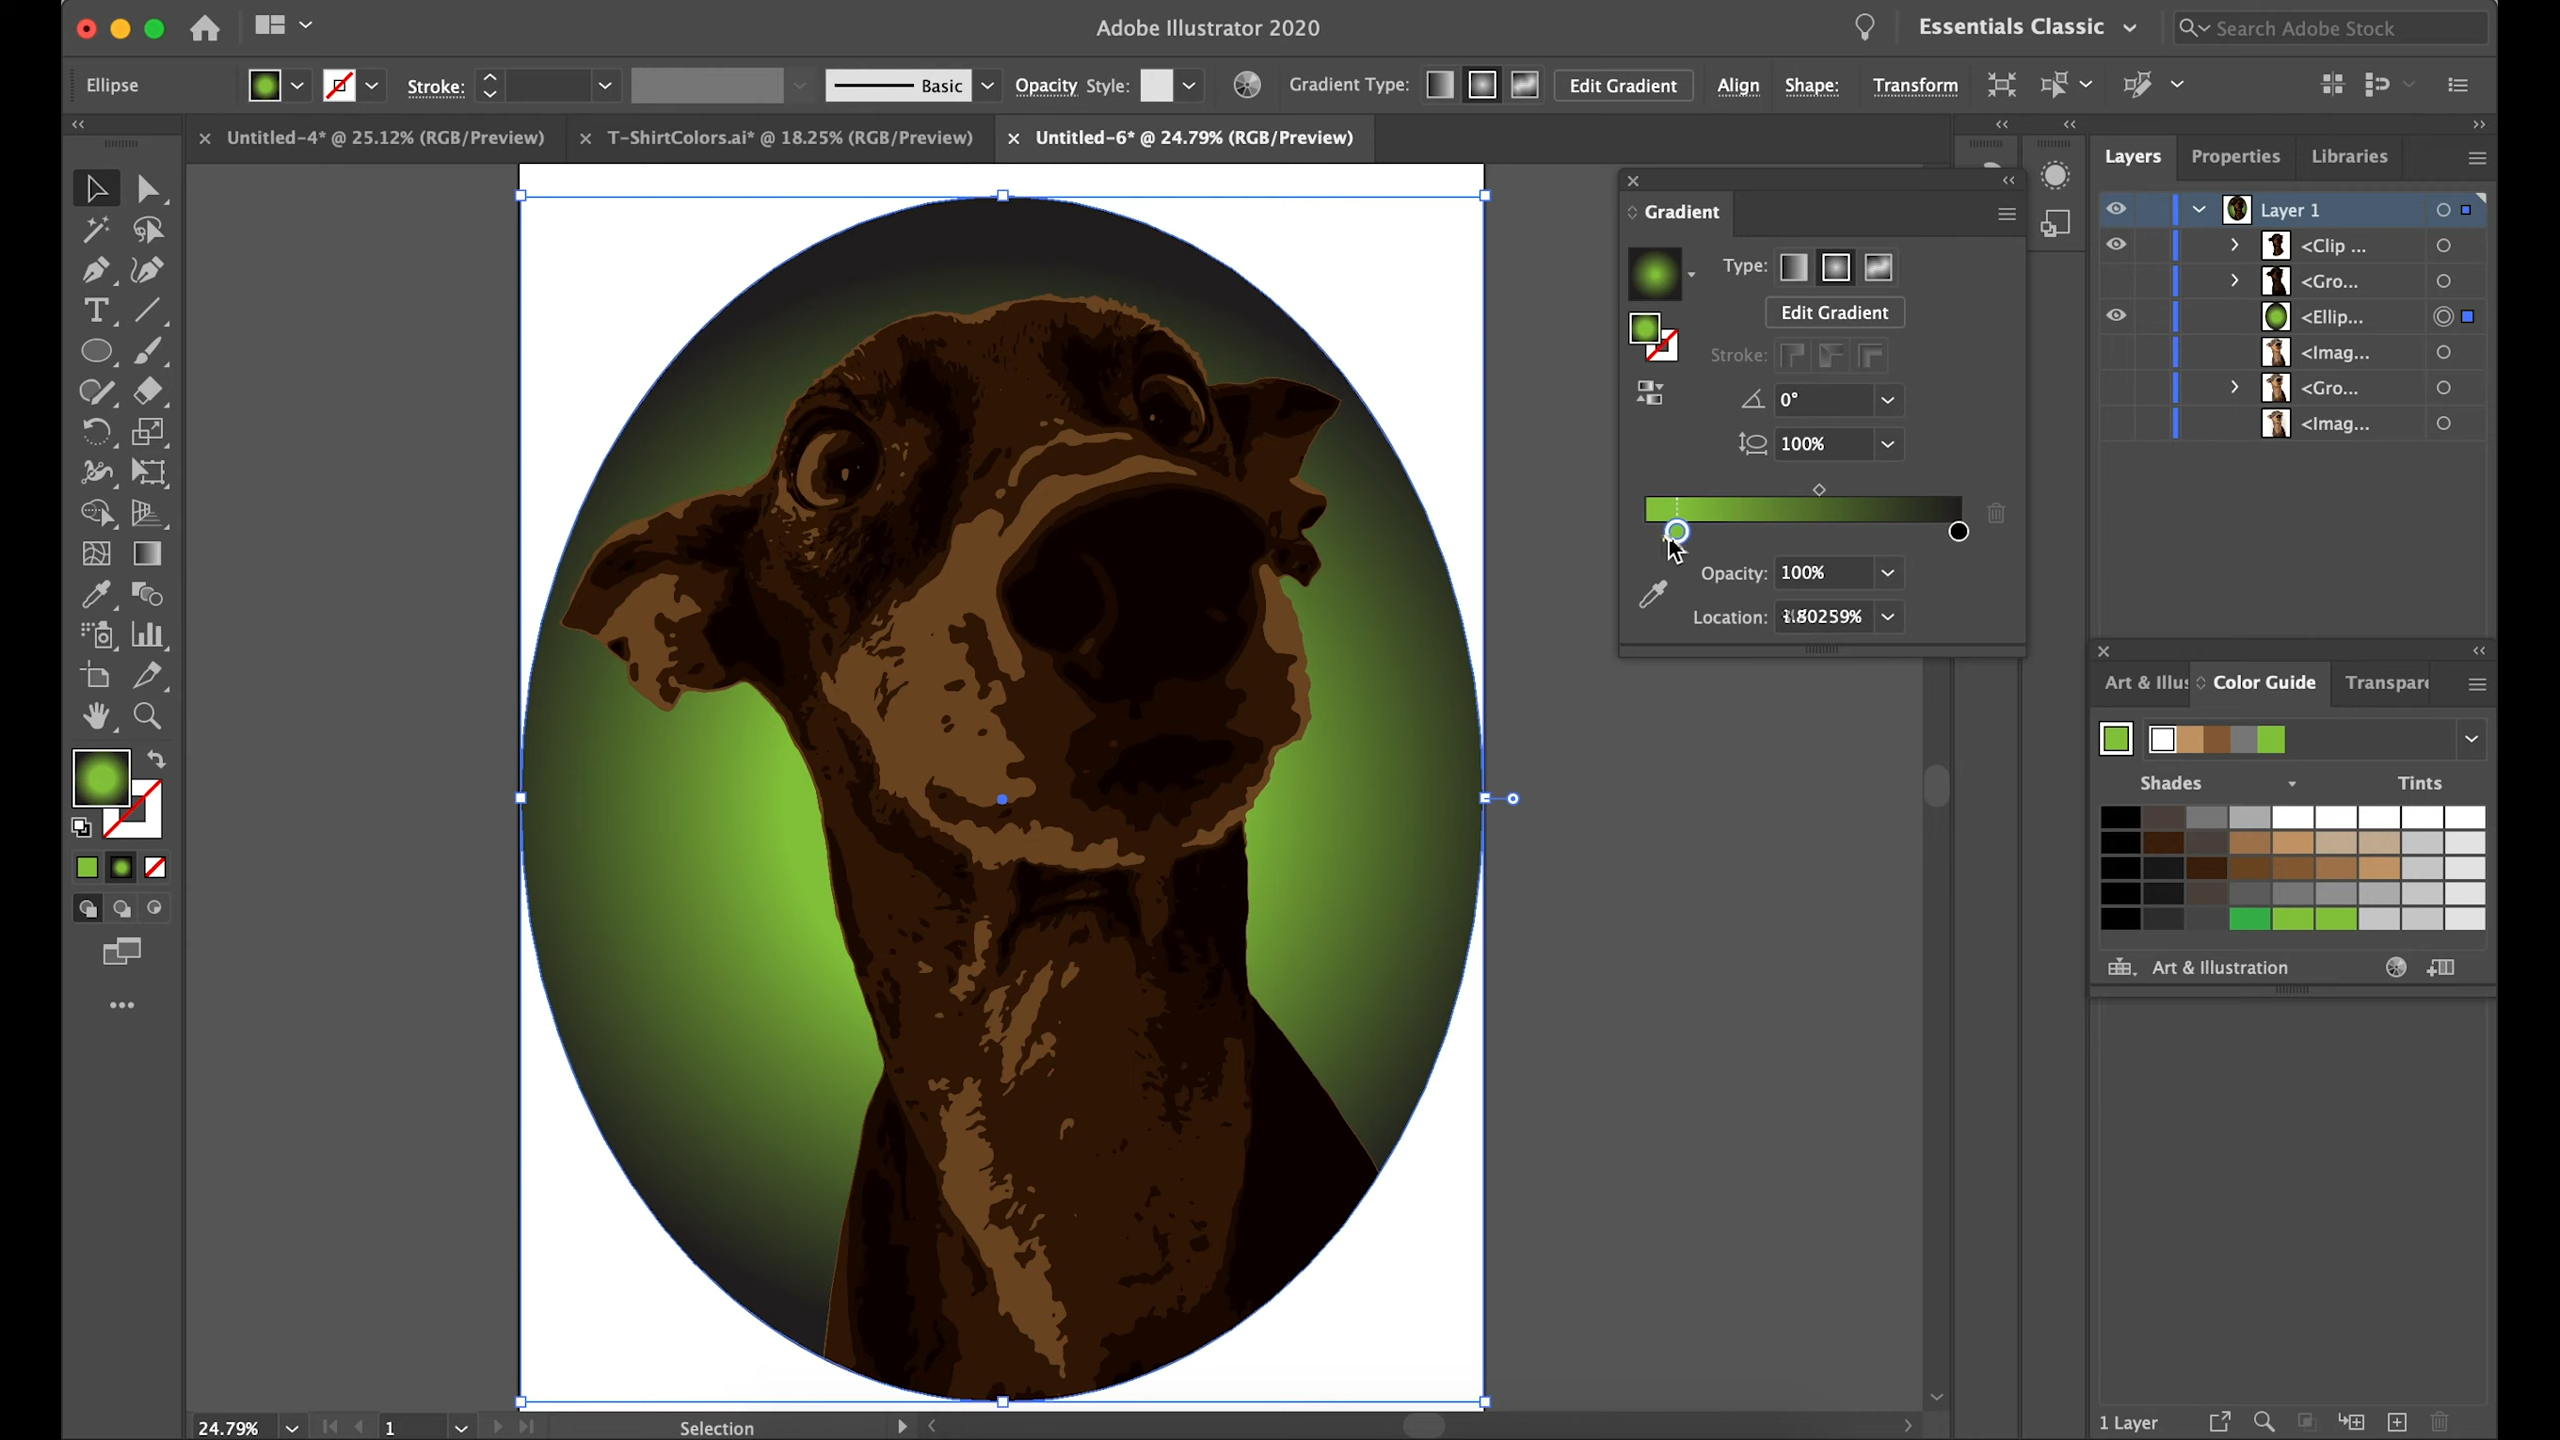 Adobe Illustrator 2020
Essentials Classic
Search Adobe Stock
Ellipse
Stroke:
Basic
Opacity
Style:
Gradient Type:
Edit Gradient
Align
Shape:
Transform
Untitled-4* @ 25.12% (RGB/Preview)
T-ShirtColors.ai* @ 18.25% (RGB/Preview)
Untitled-6* @ 24.79% (RGB/Preview)
Layers
Properties
Libraries
Gradient
Type:
Edit Gradient
Stroke:
0°
100%
Opacity: 100%
Location:
Layer 1
<Clip ...
<Gro...
<Ellip...
<Imag...
<Gro...
<Imag...
Art & Illus
Color Guide
Transpare
Shades
Tints
Art & Illustration
24.79%
1
Selection
1 Layer